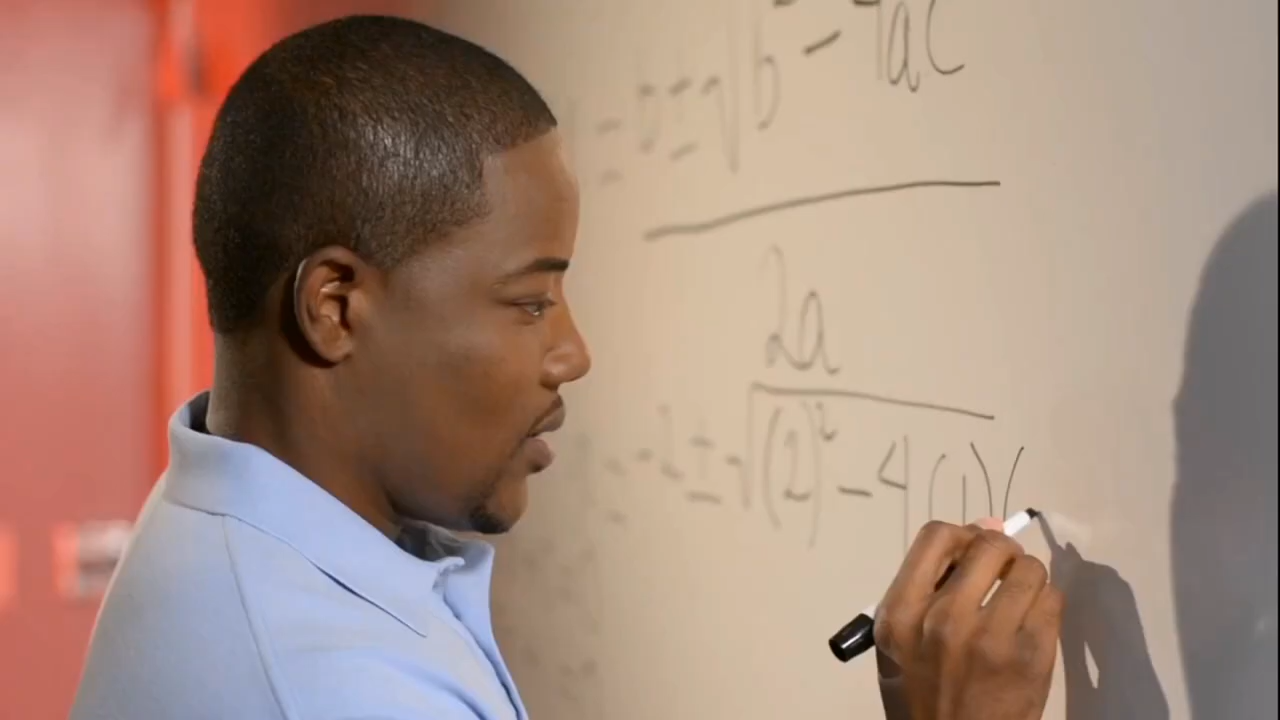 = b ± √b² - 4ac
2a
= -2 ± √(2)² - 4(1)(